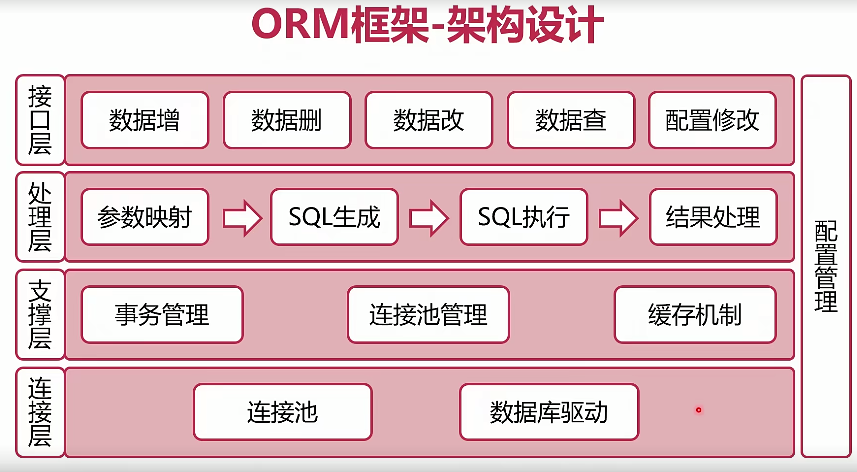 ORM框架-架构设计
接口层
数据增
数据删
数据改
数据查
配置修改
处理层
参数映射
SQL生成
SQL执行
结果处理
支撑层
事务管理
连接池管理
缓存机制
连接层
连接池
数据库驱动
配置管理